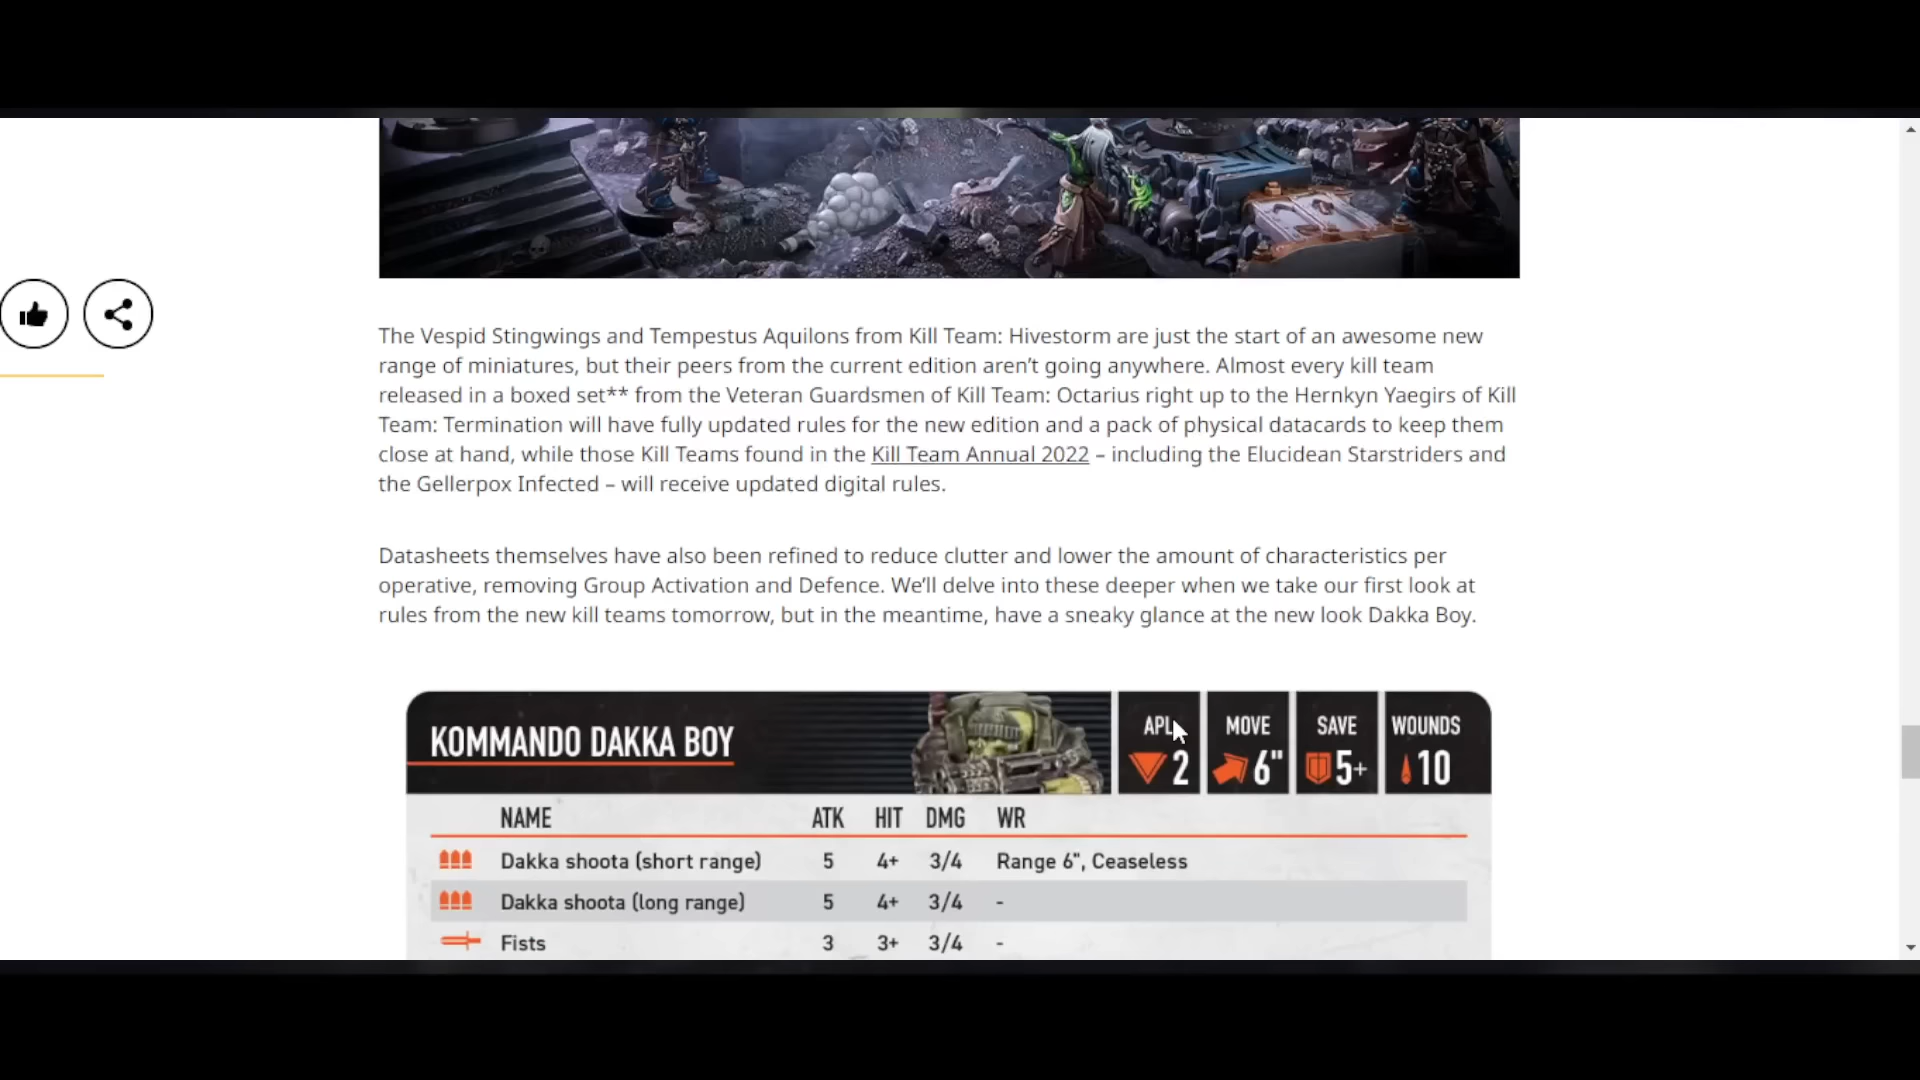 The Vespid Stingwings and Tempestus Aquilons from Kill Team: Hivestorm are just the start of an awesome new
range of miniatures, but their peers from the current edition aren’t going anywhere. Almost every kill team
released in a boxed set** from the Veteran Guardsmen of Kill Team: Octarius right up to the Hernkyn Yaegirs of Kill
Team: Termination will have fully updated rules for the new edition and a pack of physical datacards to keep them
close at hand, while those Kill Teams found in the Kill Team Annual 2022 – including the Elucidean Starstriders and
the Gellerpox Infected – will receive updated digital rules.
Datasheets themselves have also been refined to reduce clutter and lower the amount of characteristics per
operative, removing Group Activation and Defence. We’ll delve into these deeper when we take our first look at
rules from the new kill teams tomorrow, but in the meantime, have a sneaky glance at the new look Dakka Boy.
KOMMANDO DAKKA BOY
APL MOVE SAVE WOUNDS
2 6" 5+ 10
NAME ATK HIT DMG WR
Dakka shoota (short range) 5 4+ 3/4 Range 6", Ceaseless
Dakka shoota (long range) 5 4+ 3/4 -
Fists 3 3+ 3/4 -